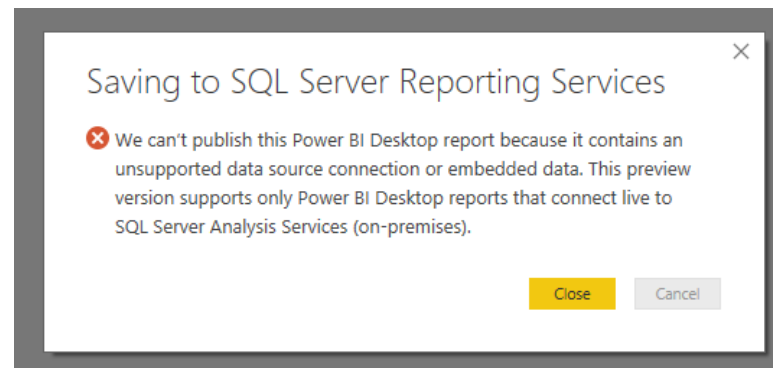 Saving to SQL Server Reporting Services
We can't publish this Power BI Desktop report because it contains an
unsupported data source connection or embedded data. This preview
version supports only Power BI Desktop reports that connect live to
SQL Server Analysis Services (on-premises).
Close
Cancel